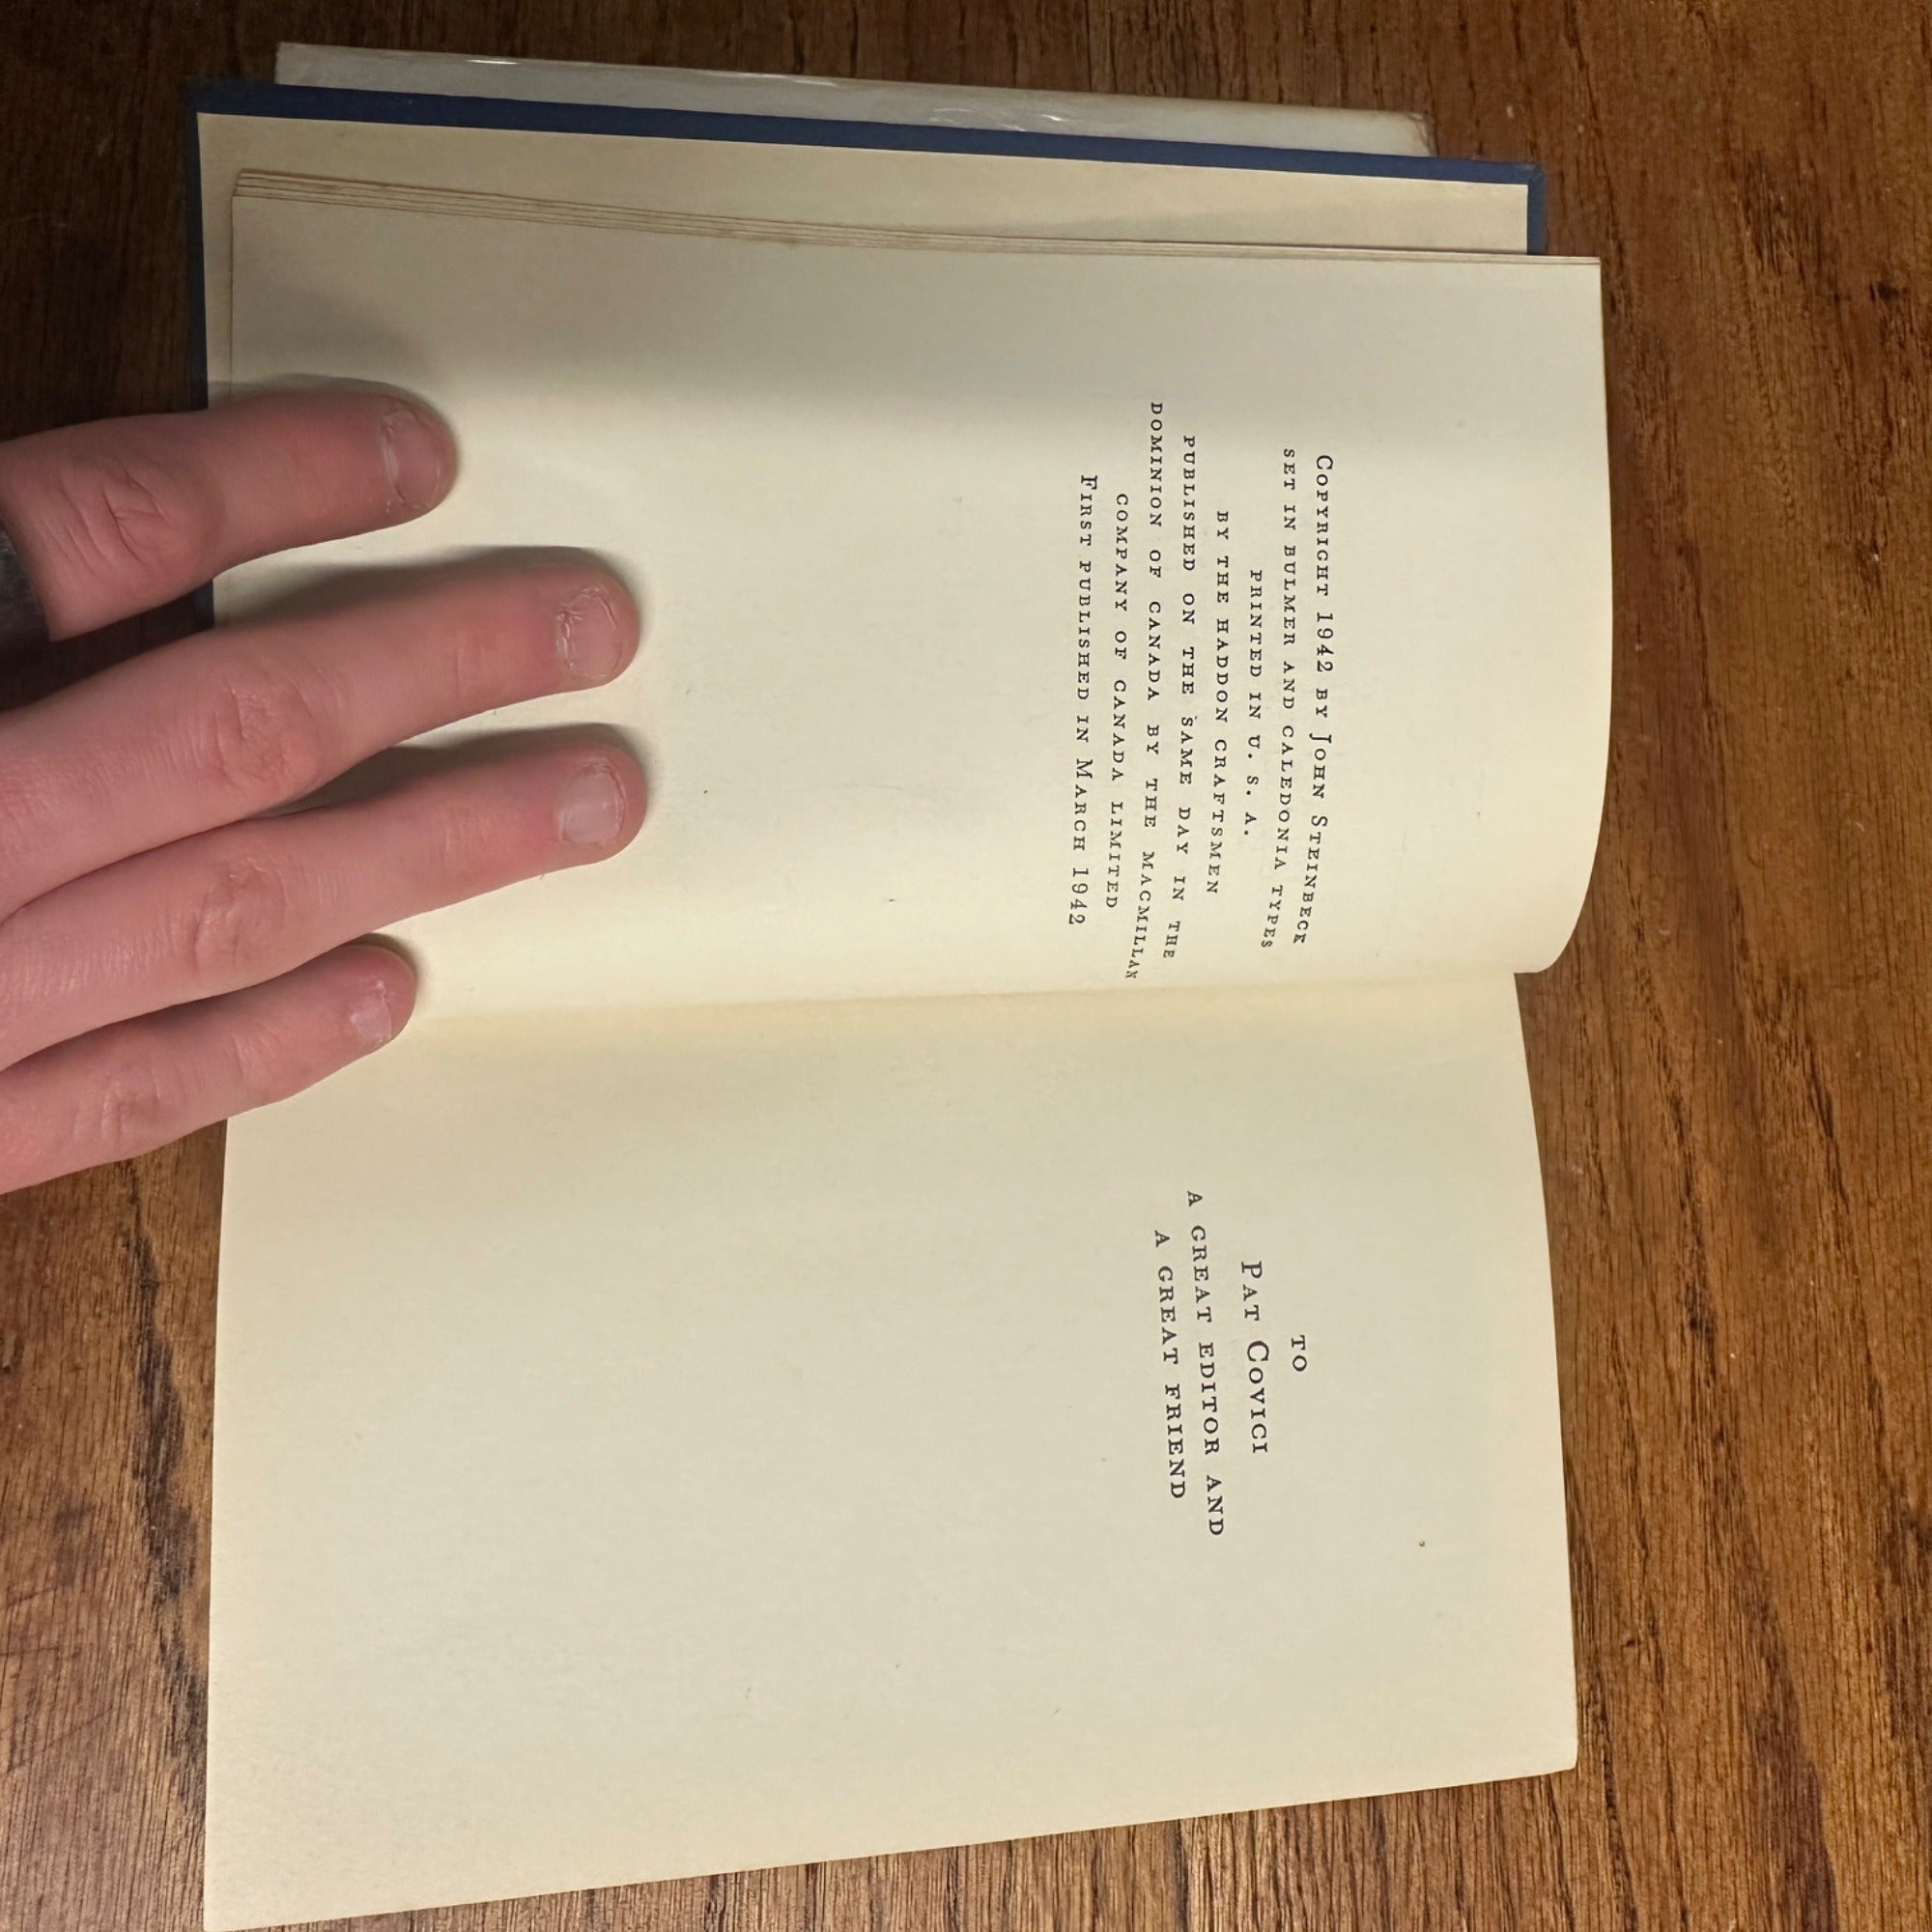 Copyright 1942 by John Steinbeck
set in bulmer and caledonia types
printed in u. s. a.
by the haddon craftsmen
published on the same day in the
dominion of canada by the macmillan
company of canada limited
First published in March 1942
to
Pat Covici
a great editor and
a great friend